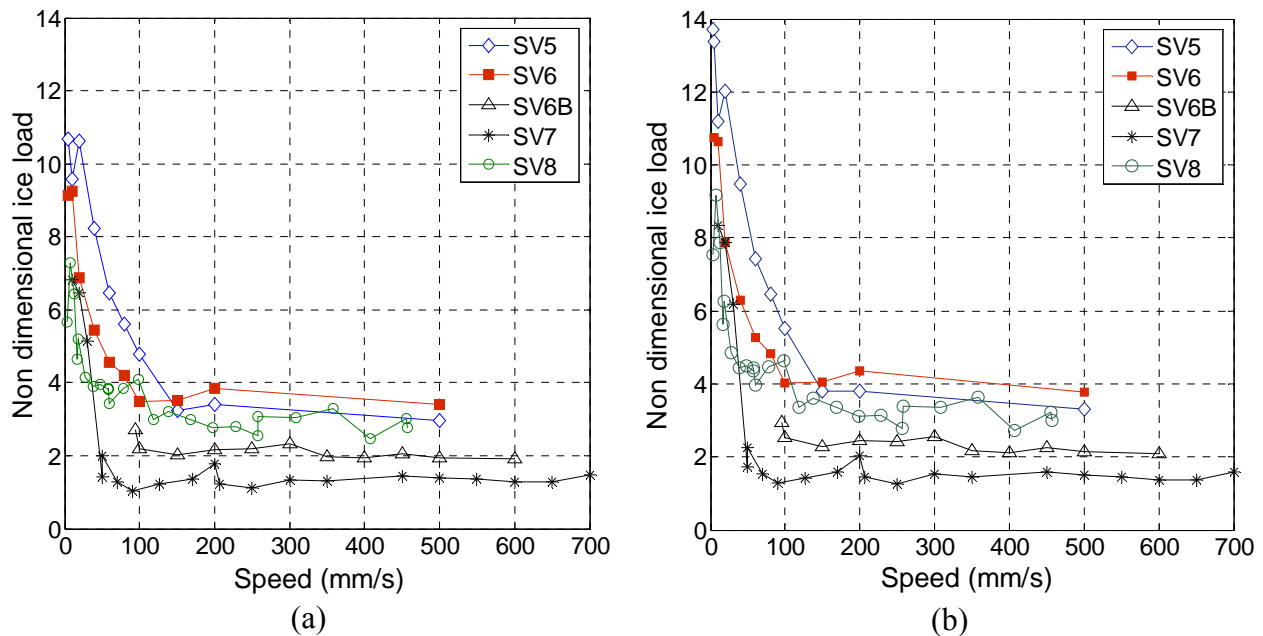 14
12
10
8
6
4
2
0
Non dimensional ice load
SV5
SV6
SV6B
SV7
SV8
0 100 200 300 400 500 600 700
Speed (mm/s)
(a)
14
12
10
8
6
4
2
0
Non dimensional ice load
SV5
SV6
SV6B
SV7
SV8
0 100 200 300 400 500 600 700
Speed (mm/s)
(b)